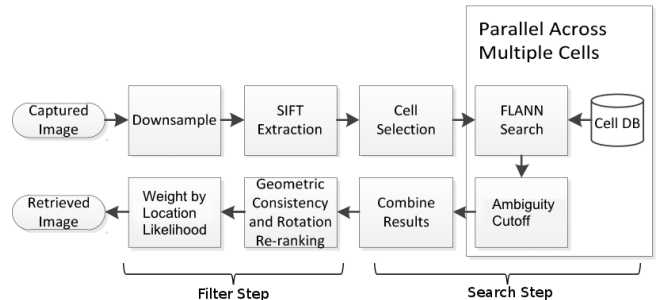 Parallel Across
Multiple Cells
Captured
Image
Downsample
SIFT
Extraction
Cell
Selection
FLANN
Search
Cell DB
Retrieved
Image
Weight by
Location
Likelihood
Geometric
Consistency
and Rotation
Re-ranking
Combine
Results
Ambiguity
Cutoff
Filter Step
Search Step